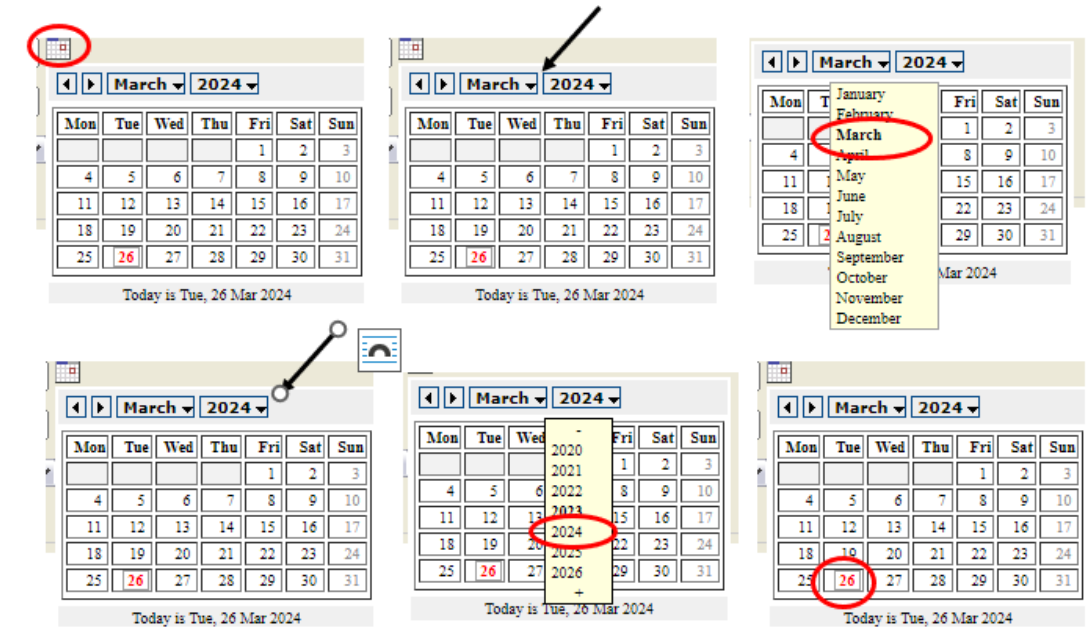 March 2024
Mon Tue Wed Thu Fri Sat Sun
1 2 3
4 5 6 7 8 9 10
11 12 13 14 15 16 17
18 19 20 21 22 23 24
25 26 27 28 29 30 31
Today is Tue, 26 Mar 2024
March 2024
Mon Tue Wed Thu Fri Sat Sun
1 2 3
4 5 6 7 8 9 10
11 12 13 14 15 16 17
18 19 20 21 22 23 24
25 26 27 28 29 30 31
Today is Tue, 26 Mar 2024
March 2024
Mon Fri Sat Sun
1 2 3
4 8 9 10
11 15 16 17
18 22 23 24
25 29 30 31
January
February
March
April
May
June
July
August
September
October
November
December
Mar 2024
March 2024
Mon Tue Wed Thu Fri Sat Sun
1 2 3
4 5 6 7 8 9 10
11 12 13 14 15 16 17
18 19 20 21 22 23 24
25 26 27 28 29 30 31
Today is Tue, 26 Mar 2024
March 2024
Mon Tue Wed Fri Sat Sun
1 2 3
4 5 6 8 9 10
11 12 13 15 16 17
18 19 20 22 23 24
25 26 27 29 30 31
-
2020
2021
2022
2023
2024
2025
2026
+
Today is Tue, 26 Mar 2024
March 2024
Mon Tue Wed Thu Fri Sat Sun
1 2 3
4 5 6 7 8 9 10
11 12 13 14 15 16 17
18 19 20 21 22 23 24
25 26 27 28 29 30 31
Today is Tue, 26 Mar 2024